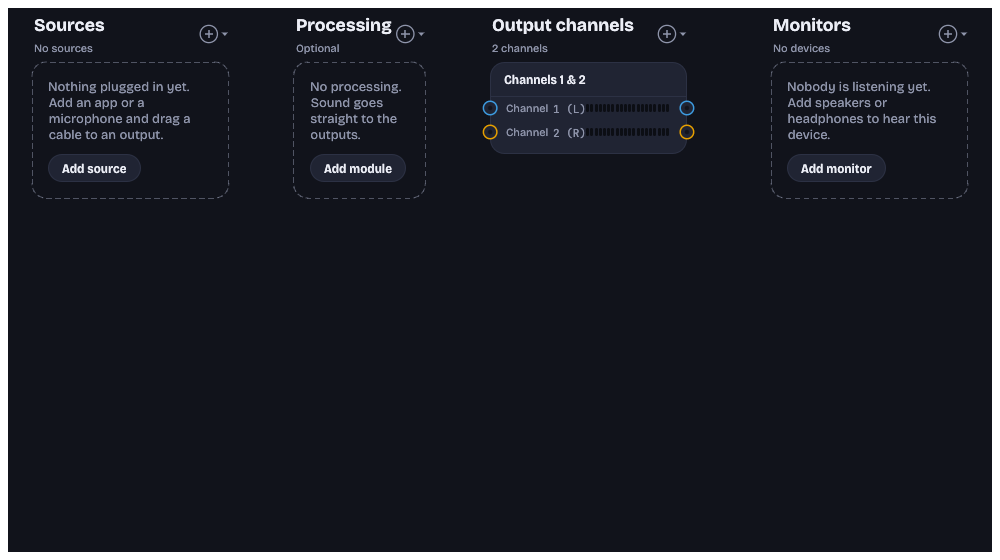 Sources
No sources
Nothing plugged in yet.
Add an app or a
microphone and drag a
cable to an output.
Add source
Processing
Optional
No processing.
Sound goes
straight to the
outputs.
Add module
Output channels
2 channels
Channels 1 & 2
Channel 1 (L)
Channel 2 (R)
Monitors
No devices
Nobody is listening yet.
Add speakers or
headphones to hear this
device.
Add monitor